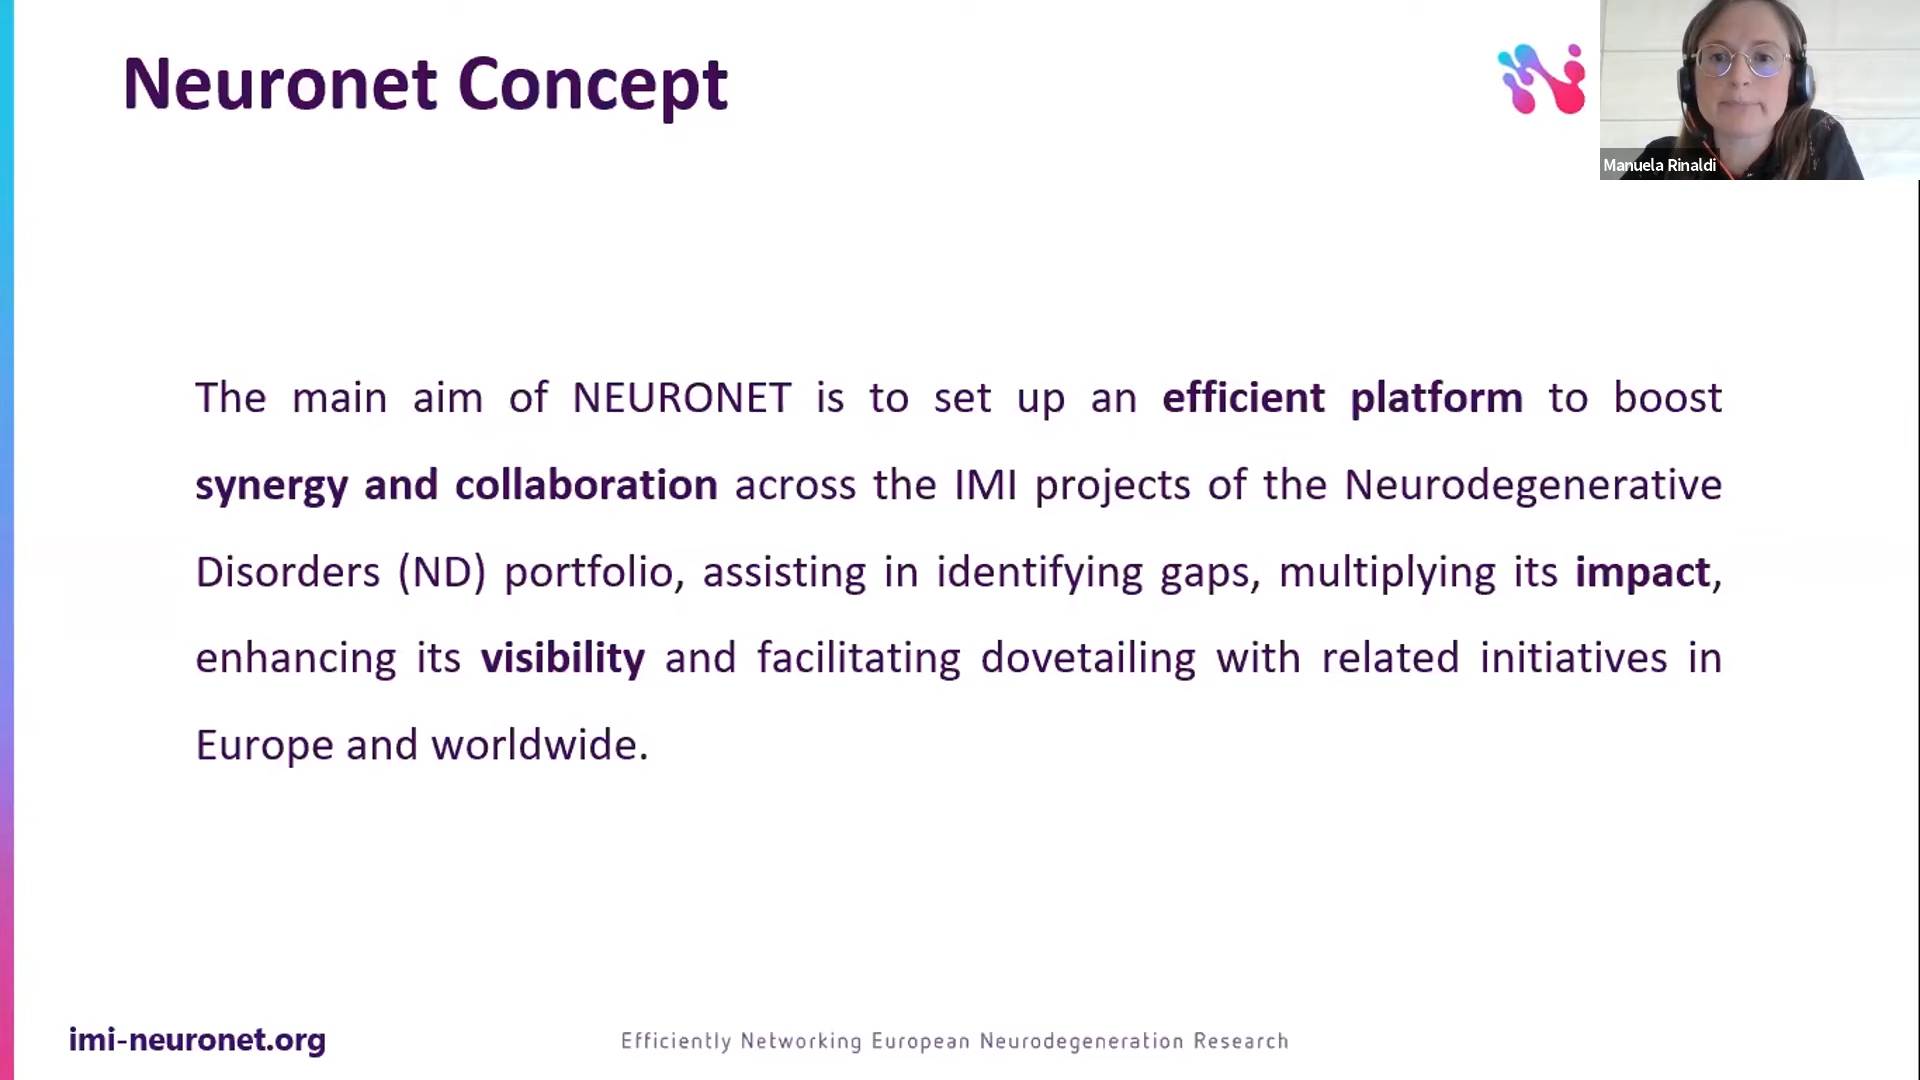 Neuronet Concept
Manuela Rinaldi
The main aim of NEURONET is to set up an efficient platform to boost
synergy and collaboration across the IMI projects of the Neurodegenerative
Disorders (ND) portfolio, assisting in identifying gaps, multiplying its impact,
enhancing its visibility and facilitating dovetailing with related initiatives in
Europe and worldwide.
imi-neuronet.org
Efficiently Networking European Neurodegeneration Research